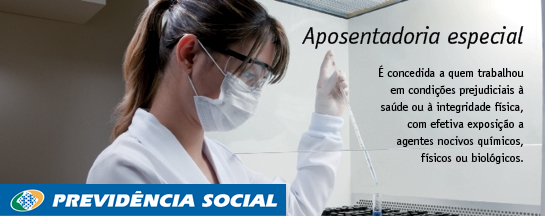 Aposentadoria especial
É concedida a quem trabalhou
em condições prejudiciais à
saúde ou à integridade física,
com efetiva exposição a
agentes nocivos químicos,
físicos ou biológicos.
PREVIDÊNCIA SOCIAL